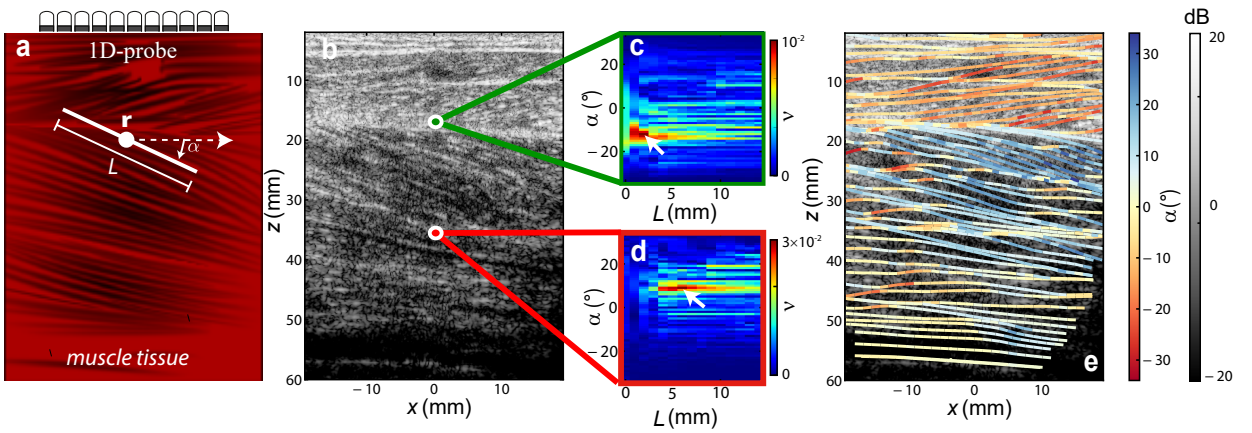 a
1D-probe
r
α
L
muscle tissue
b
z (mm)
10
20
30
40
50
60
− 10
0
10
x (mm)
c
α (°)
20
0
− 20
0
5
10
L (mm)
10⁻²
ν
0
d
α (°)
20
0
− 20
0
5
10
L (mm)
3×10⁻²
ν
0
e
z (mm)
10
20
30
40
50
60
− 10
0
10
x (mm)
30
20
10
0
− 10
− 20
− 30
α (°)
dB
20
0
− 20